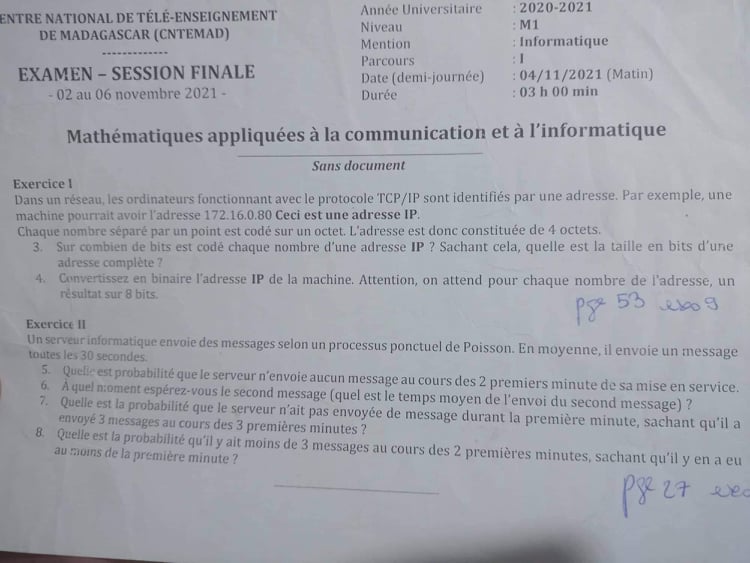 ENTRE NATIONAL DE TÉLÉ-ENSEIGNEMENT
DE MADAGASCAR (CNTEMAD)
-------------
EXAMEN – SESSION FINALE
- 02 au 06 novembre 2021 -
Année Universitaire : 2020-2021
Niveau : M1
Mention : Informatique
Parcours : I
Date (demi-journée) : 04/11/2021 (Matin)
Durée : 03 h 00 min
Mathématiques appliquées à la communication et à l'informatique
Sans document
Exercice I
Dans un réseau, les ordinateurs fonctionnant avec le protocole TCP/IP sont identifiés par une adresse. Par exemple, une
machine pourrait avoir l'adresse 172.16.0.80 Ceci est une adresse IP.
Chaque nombre séparé par un point est codé sur un octet. L'adresse est donc constituée de 4 octets.
3. Sur combien de bits est codé chaque nombre d'une adresse IP ? Sachant cela, quelle est la taille en bits d'une
adresse complète ?
4. Convertissez en binaire l'adresse IP de la machine. Attention, on attend pour chaque nombre de l'adresse, un
résultat sur 8 bits.
pge 53 exo 9
Exercice II
Un serveur informatique envoie des messages selon un processus ponctuel de Poisson. En moyenne, il envoie un message
toutes les 30 secondes.
5. Quelle est probabilité que le serveur n'envoie aucun message au cours des 2 premiers minute de sa mise en service.
6. À quel moment espérez-vous le second message (quel est le temps moyen de l'envoi du second message) ?
7. Quelle est la probabilité que le serveur n'ait pas envoyée de message durant la première minute, sachant qu'il a
envoyé 3 messages au cours des 3 premières minutes ?
8. Quelle est la probabilité qu'il y ait moins de 3 messages au cours des 2 premières minutes, sachant qu'il y en a eu
au moins de la première minute ?
pge 27